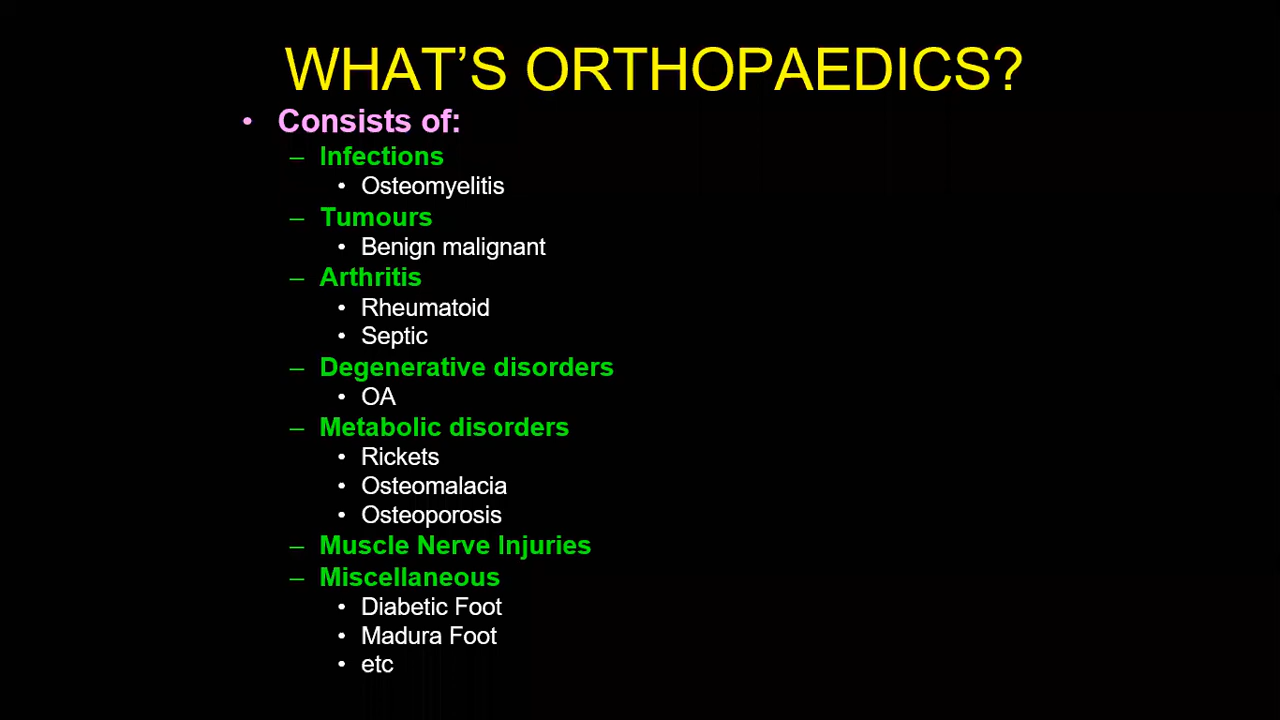 WHAT’S ORTHOPAEDICS?
• Consists of:
– Infections
• Osteomyelitis
– Tumours
• Benign malignant
– Arthritis
• Rheumatoid
• Septic
– Degenerative disorders
• OA
– Metabolic disorders
• Rickets
• Osteomalacia
• Osteoporosis
– Muscle Nerve Injuries
– Miscellaneous
• Diabetic Foot
• Madura Foot
• etc